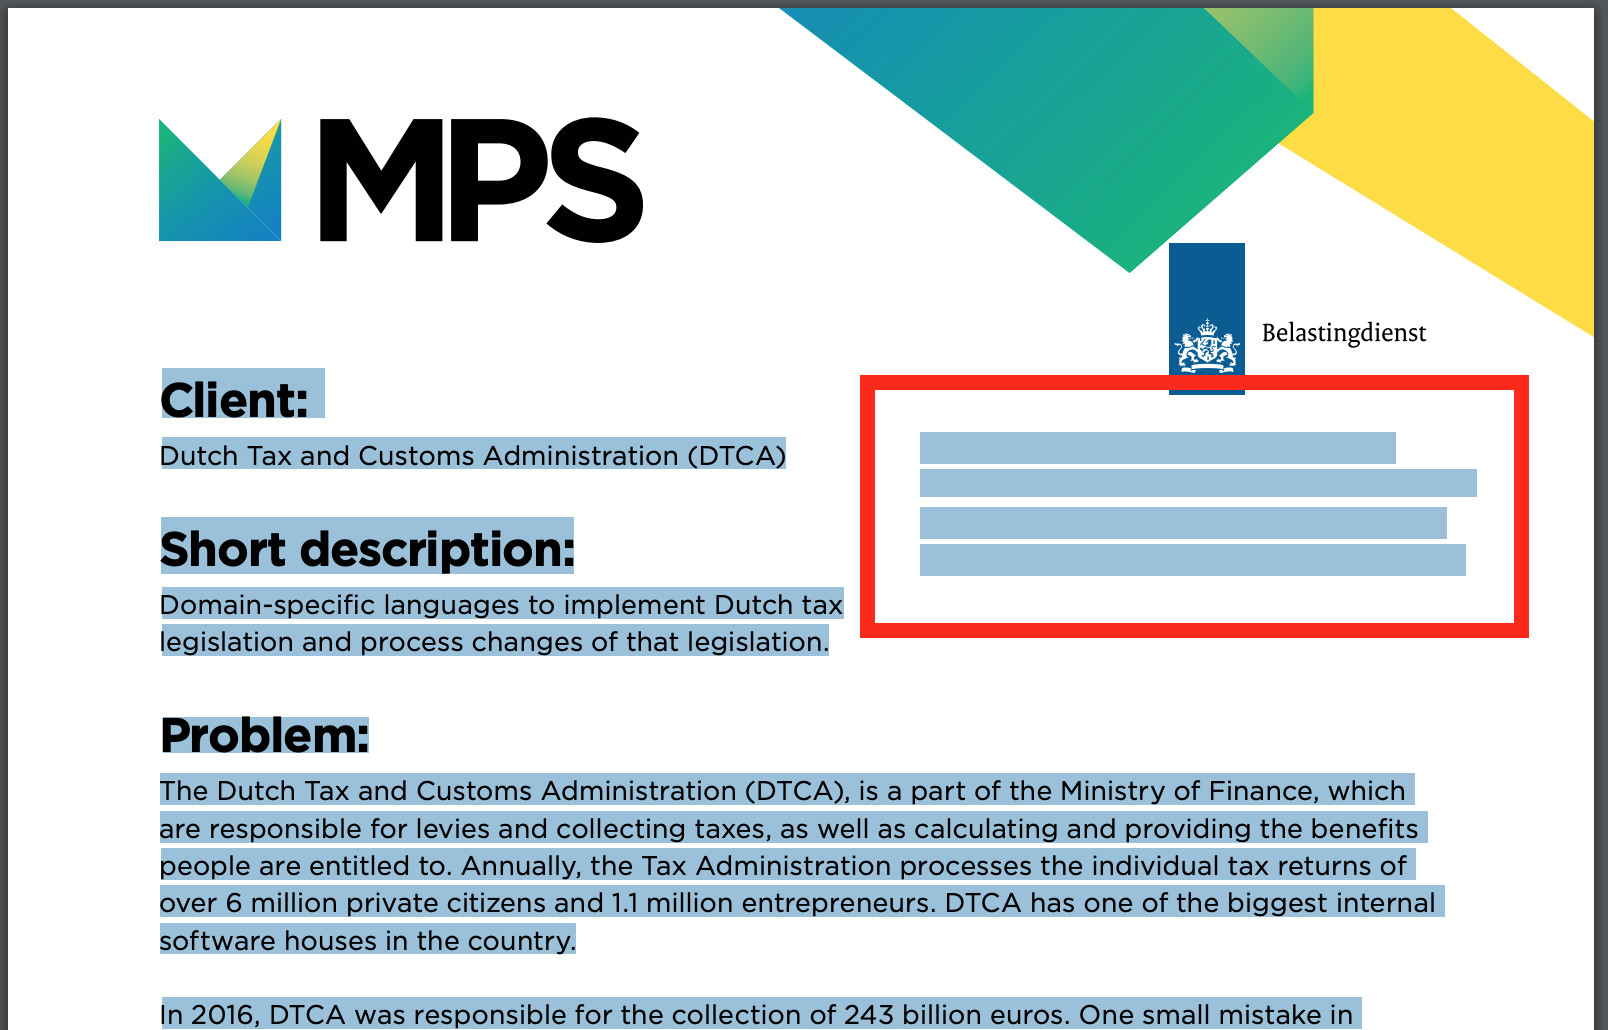 MPS
Belastingdienst
Client:
Dutch Tax and Customs Administration (DTCA)
Short description:
Domain-specific languages to implement Dutch tax
legislation and process changes of that legislation.
Problem:
The Dutch Tax and Customs Administration (DTCA), is a part of the Ministry of Finance, which
are responsible for levies and collecting taxes, as well as calculating and providing the benefits
people are entitled to. Annually, the Tax Administration processes the individual tax returns of
over 6 million private citizens and 1.1 million entrepreneurs. DTCA has one of the biggest internal
software houses in the country.
In 2016, DTCA was responsible for the collection of 243 billion euros. One small mistake in